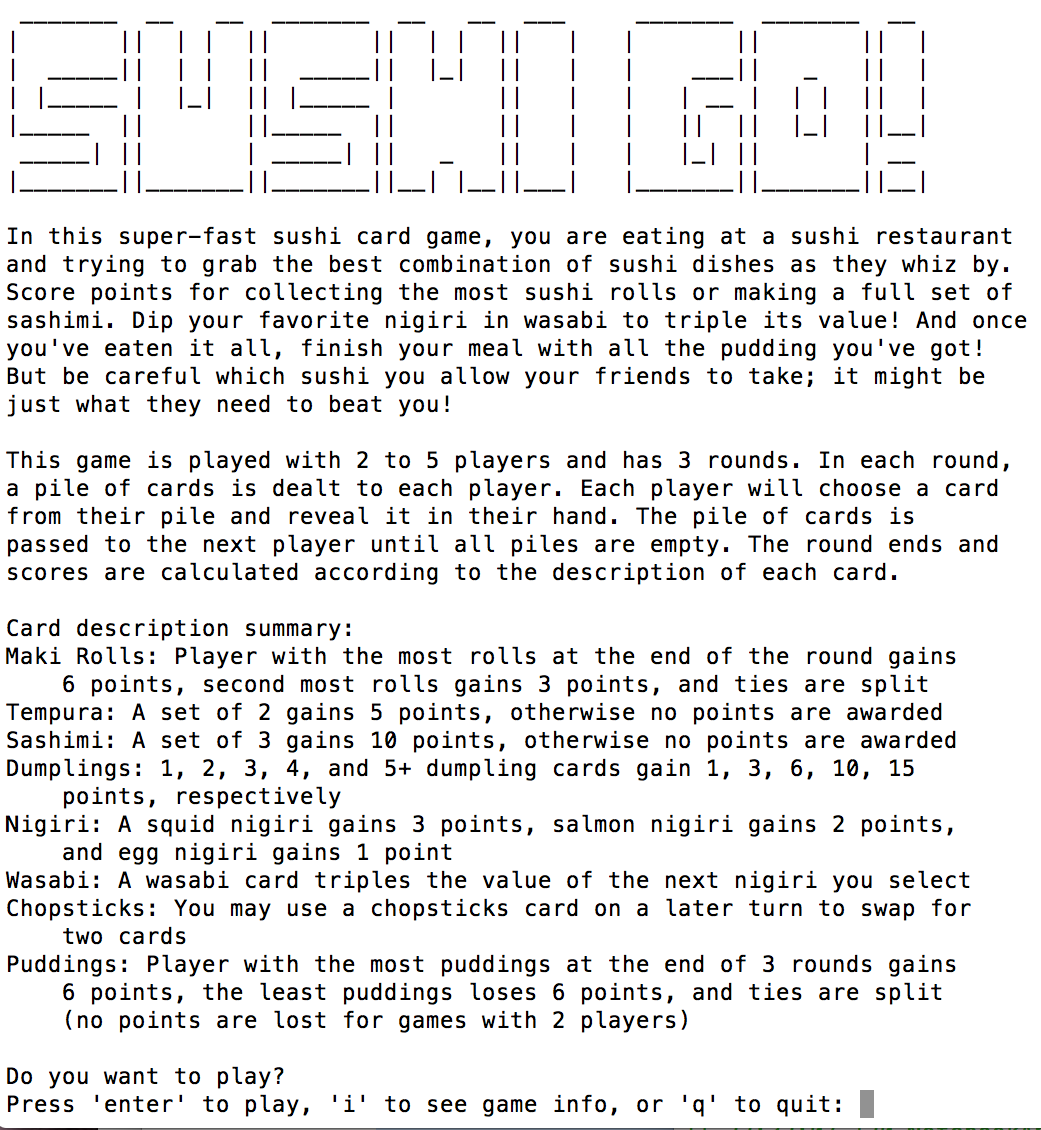 SUSHI GO!
In this super-fast sushi card game, you are eating at a sushi restaurant
and trying to grab the best combination of sushi dishes as they whiz by.
Score points for collecting the most sushi rolls or making a full set of
sashimi. Dip your favorite nigiri in wasabi to triple its value! And once
you've eaten it all, finish your meal with all the pudding you've got!
But be careful which sushi you allow your friends to take; it might be
just what they need to beat you!
This game is played with 2 to 5 players and has 3 rounds. In each round,
a pile of cards is dealt to each player. Each player will choose a card
from their pile and reveal it in their hand. The pile of cards is
passed to the next player until all piles are empty. The round ends and
scores are calculated according to the description of each card.
Card description summary:
Maki Rolls: Player with the most rolls at the end of the round gains
6 points, second most rolls gains 3 points, and ties are split
Tempura: A set of 2 gains 5 points, otherwise no points are awarded
Sashimi: A set of 3 gains 10 points, otherwise no points are awarded
Dumplings: 1, 2, 3, 4, and 5+ dumpling cards gain 1, 3, 6, 10, 15
points, respectively
Nigiri: A squid nigiri gains 3 points, salmon nigiri gains 2 points,
and egg nigiri gains 1 point
Wasabi: A wasabi card triples the value of the next nigiri you select
Chopsticks: You may use a chopsticks card on a later turn to swap for
two cards
Puddings: Player with the most puddings at the end of 3 rounds gains
6 points, the least puddings loses 6 points, and ties are split
(no points are lost for games with 2 players)
Do you want to play?
Press 'enter' to play, 'i' to see game info, or 'q' to quit: